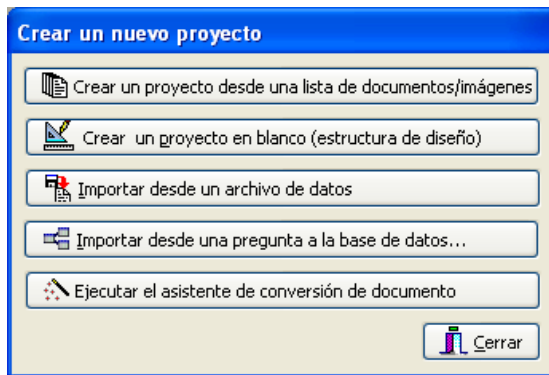 Crear un nuevo proyecto
Crear un proyecto desde una lista de documentos/imágenes
Crear un proyecto en blanco (estructura de diseño)
Importar desde un archivo de datos
Importar desde una pregunta a la base de datos...
Ejecutar el asistente de conversión de documento
Cerrar